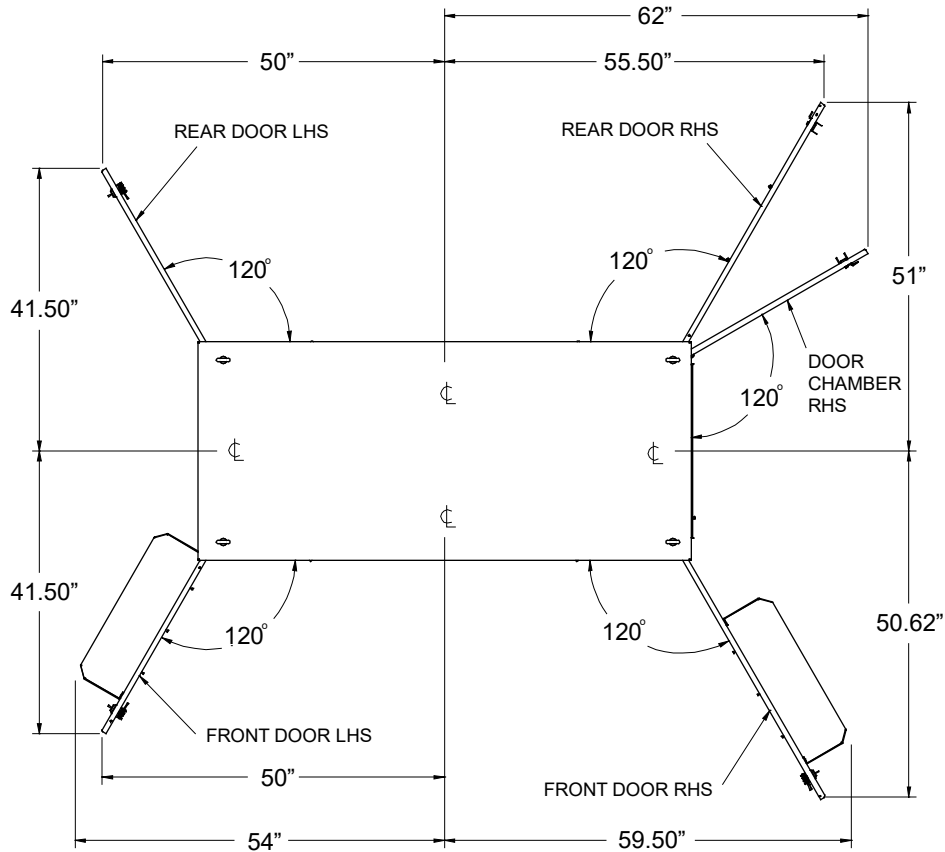 62”
50”
55.50”
REAR DOOR LHS
REAR DOOR RHS
120°
120°
41.50”
51”
DOOR
CHAMBER
RHS
120°
℄
℄
℄
℄
41.50”
120°
120°
50.62”
FRONT DOOR LHS
50”
FRONT DOOR RHS
54”
59.50”